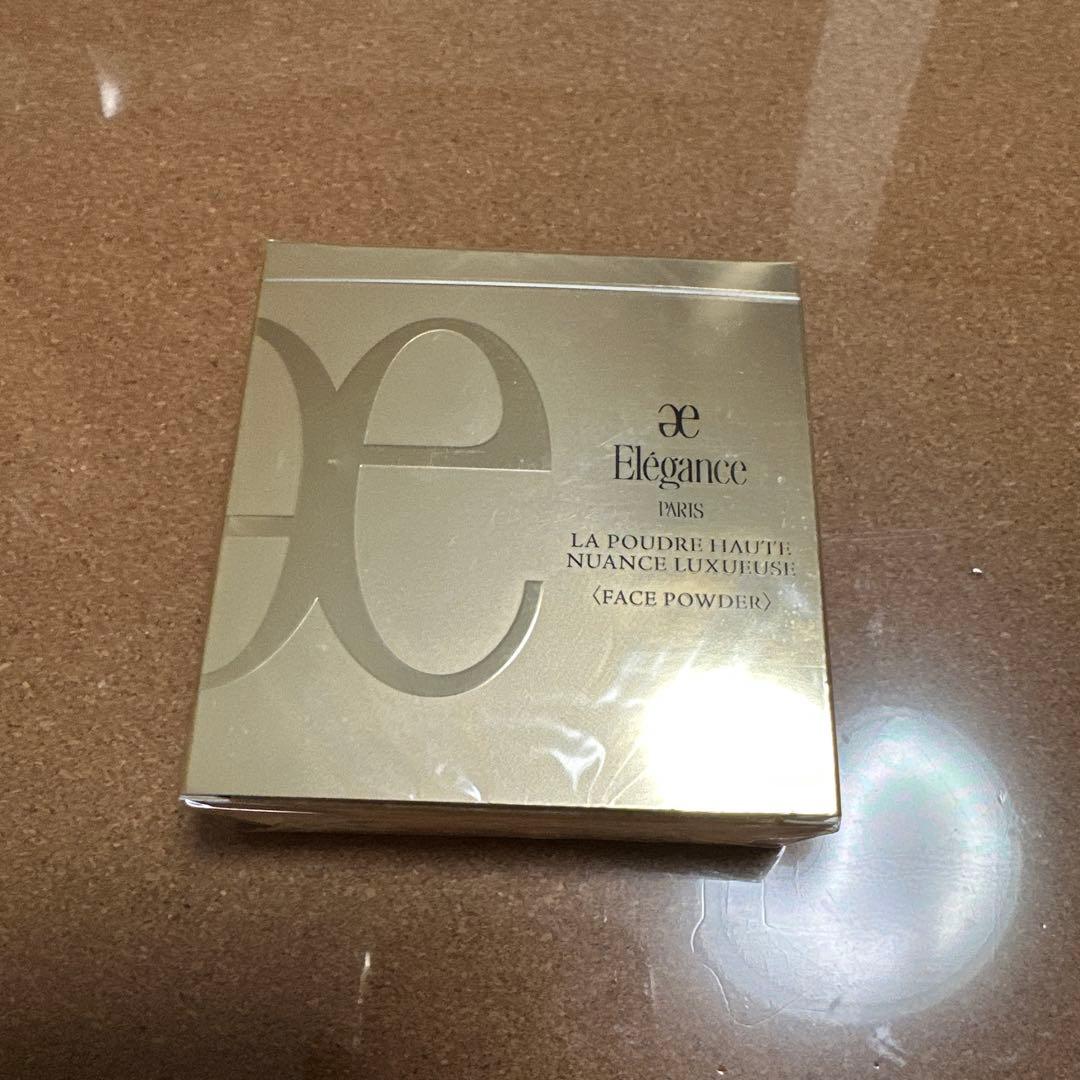 Elégance
PARIS
LA POUDRE HAUTE
NUANCE LUXUEUSE
〈FACE POWDER〉